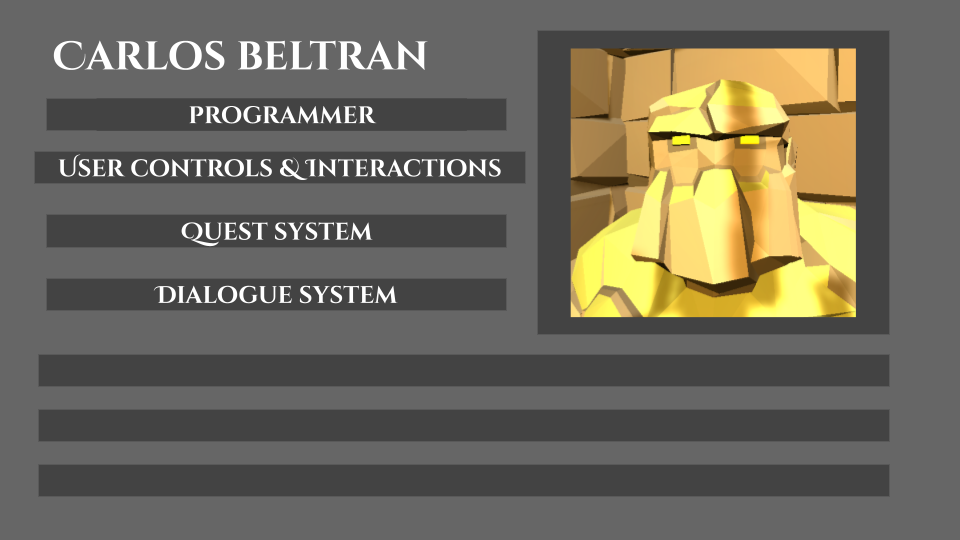 Carlos Beltran
Programmer
User controls & Interactions
Quest system
Dialogue system